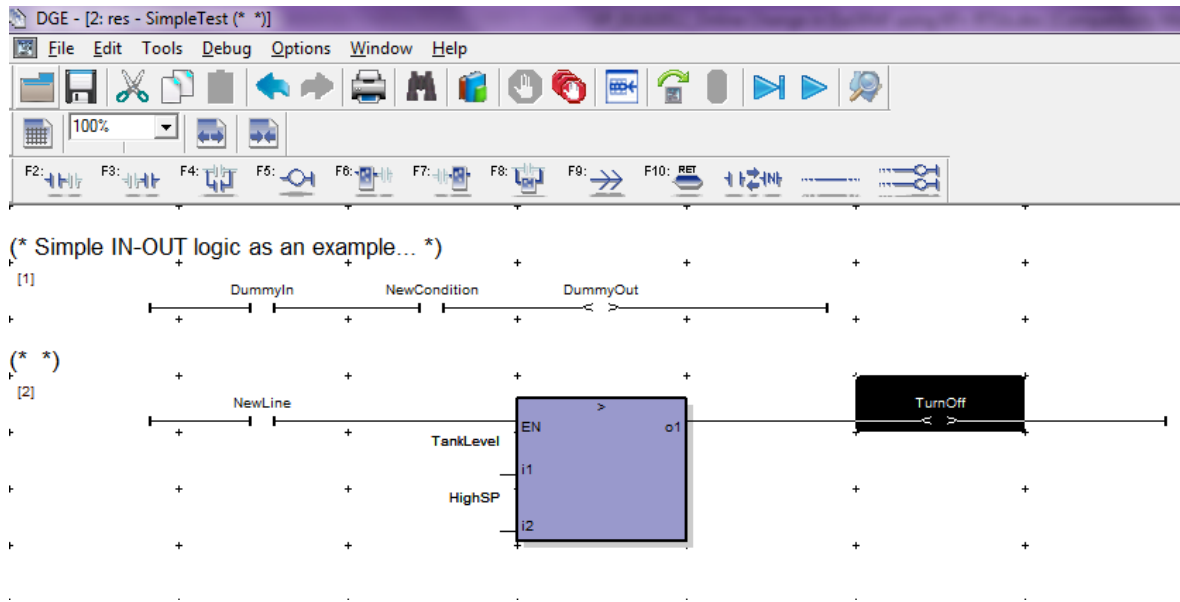 DGE - [2: res - SimpleTest (*  *)]
File Edit Tools Debug Options Window Help
100%
F2: F3: F4: F5: F6: F7: F8: F9: F10: RET
(* Simple IN-OUT logic as an example... *)
[1]
DummyIn NewCondition DummyOut
(*  *)
[2]
NewLine > TurnOff
EN o1
TankLevel
i1
HighSP
i2